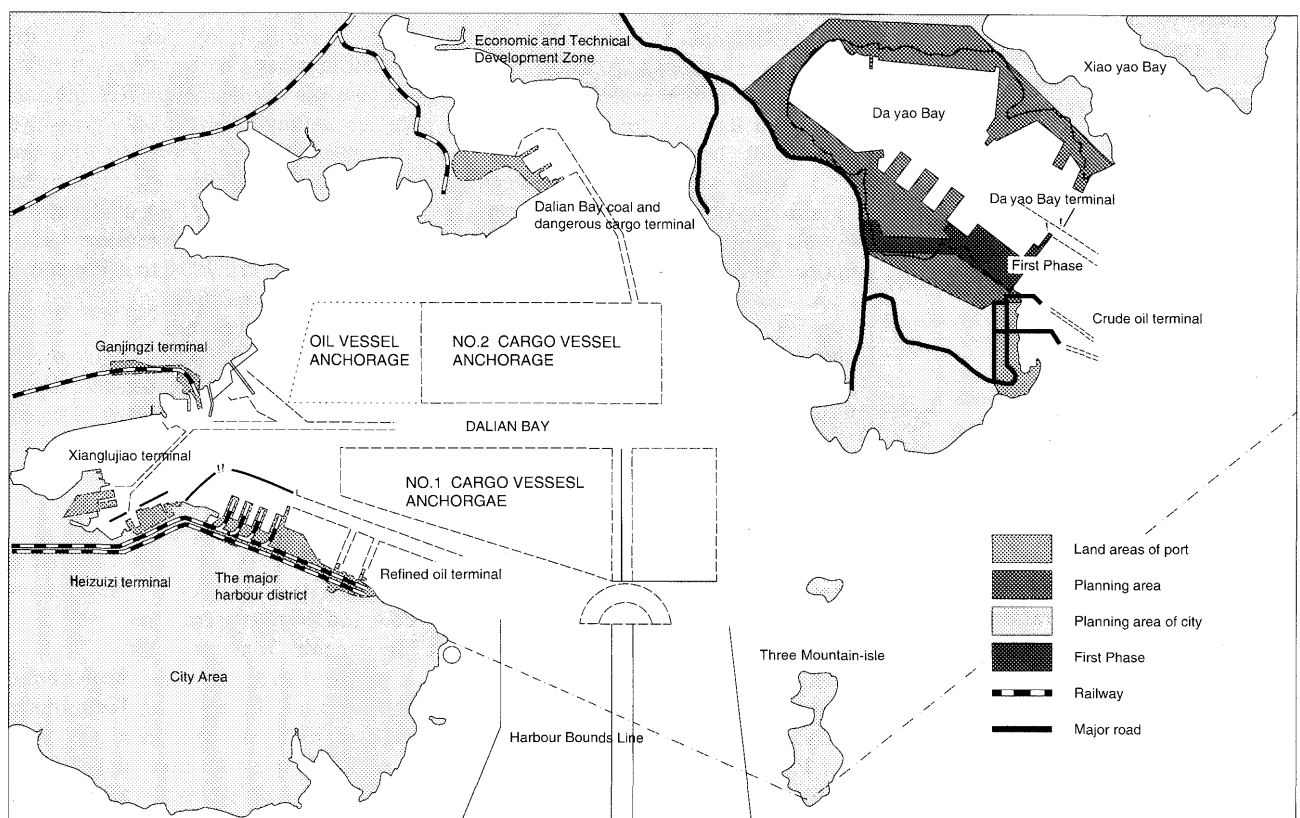 Economic and Technical
Development Zone
Xiao yao Bay
Da yao Bay
Da yao Bay terminal
Dalian Bay coal and
dangerous cargo terminal
First Phase
Crude oil terminal
Ganjingzi terminal
OIL VESSEL
ANCHORAGE
NO.2 CARGO VESSEL
ANCHORAGE
DALIAN BAY
Xianglujiao terminal
NO.1 CARGO VESSESL
ANCHORGAE
Heizuizi terminal
The major
harbour district
Refined oil terminal
City Area
Three Mountain-isle
Harbour Bounds Line
Land areas of port
Planning area
Planning area of city
First Phase
Railway
Major road